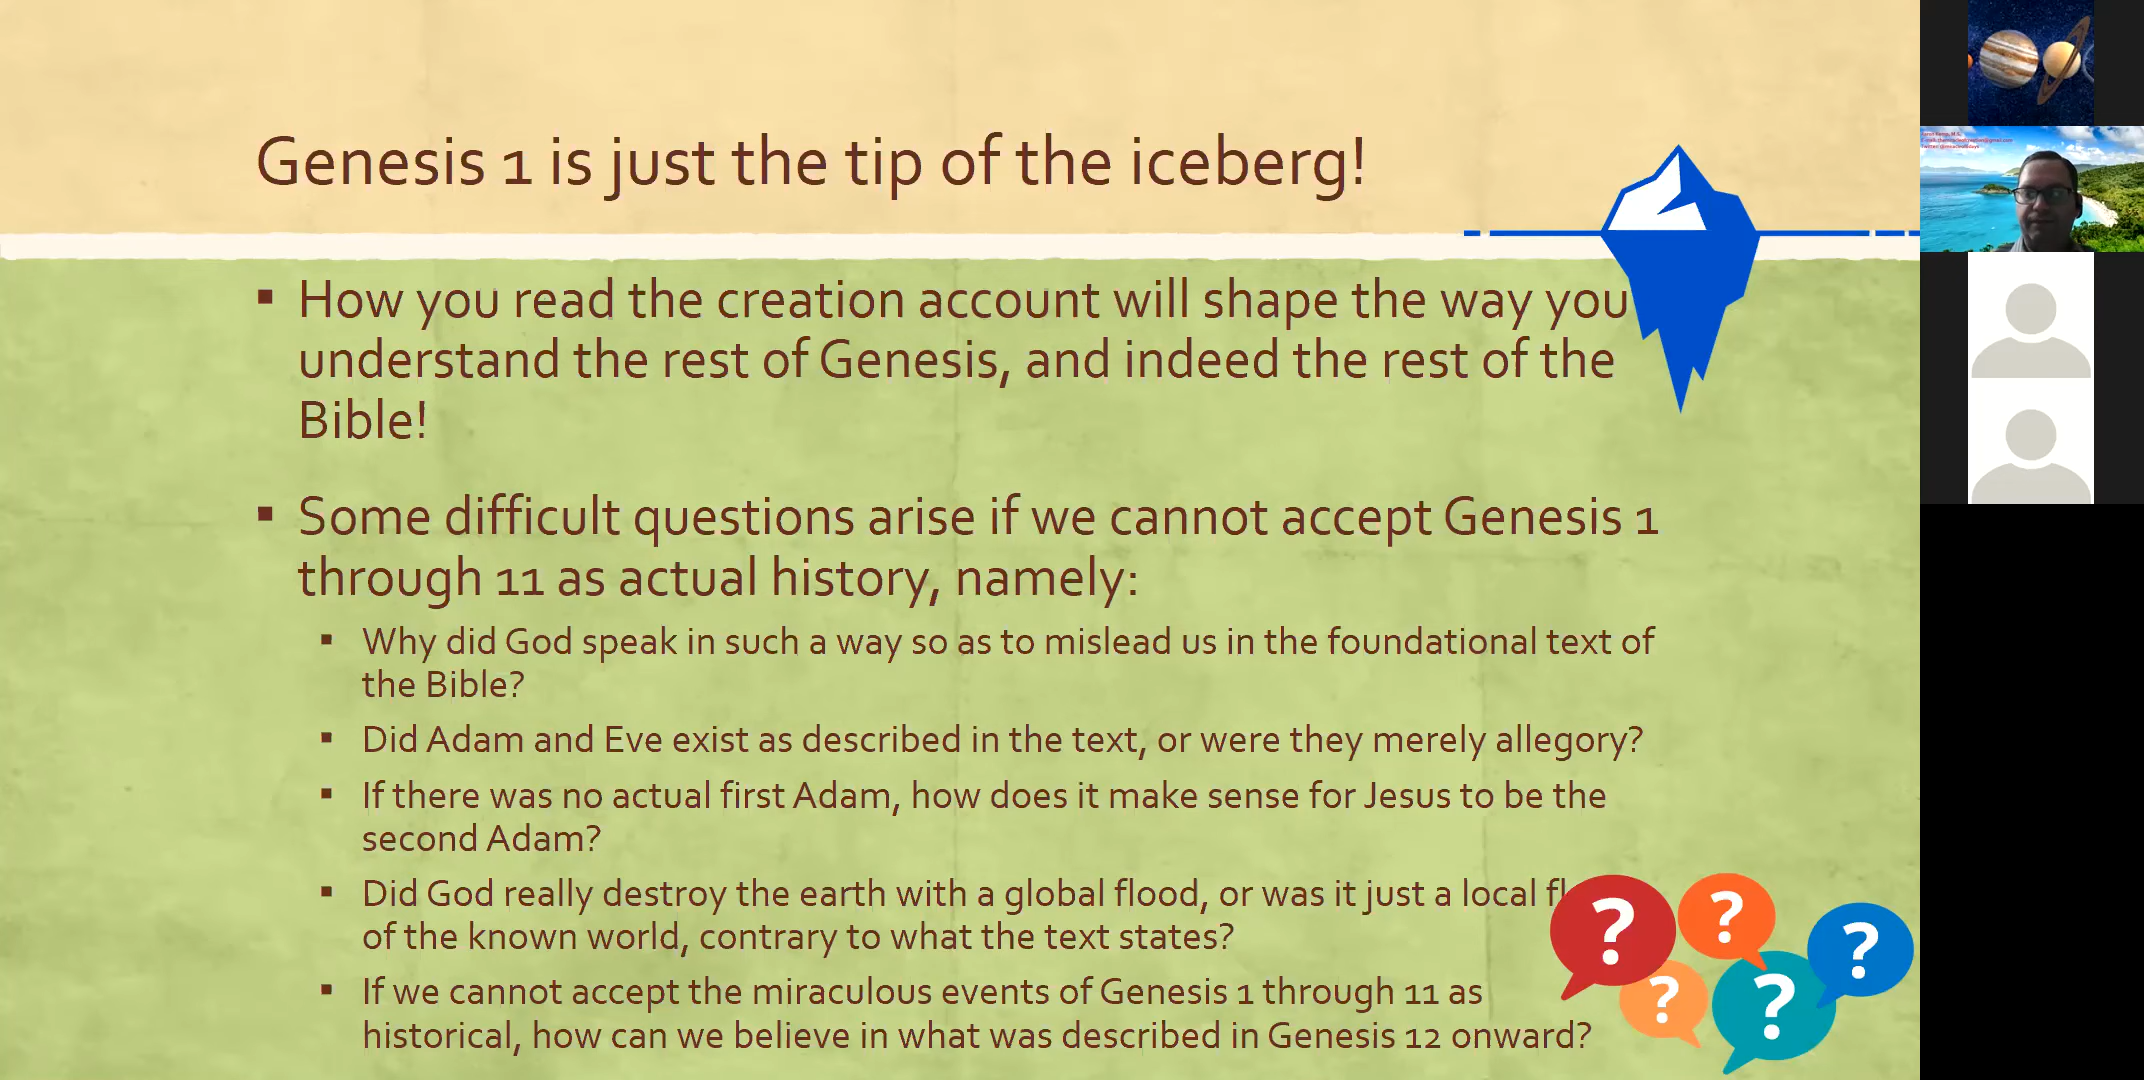 Genesis 1 is just the tip of the iceberg!
▪ How you read the creation account will shape the way you
understand the rest of Genesis, and indeed the rest of the
Bible!
▪ Some difficult questions arise if we cannot accept Genesis 1
through 11 as actual history, namely:
▪ Why did God speak in such a way so as to mislead us in the foundational text of
the Bible?
▪ Did Adam and Eve exist as described in the text, or were they merely allegory?
▪ If there was no actual first Adam, how does it make sense for Jesus to be the
second Adam?
▪ Did God really destroy the earth with a global flood, or was it just a local fl
of the known world, contrary to what the text states?
▪ If we cannot accept the miraculous events of Genesis 1 through 11 as
historical, how can we believe in what was described in Genesis 12 onward?
? ? ? ? ?